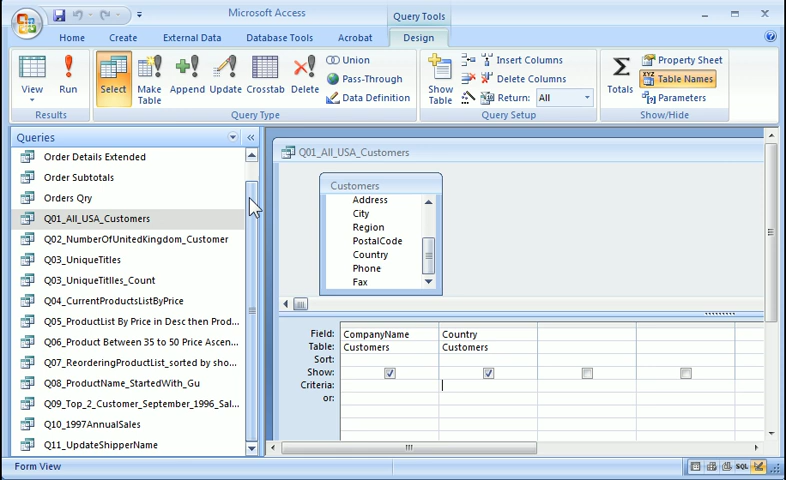 Microsoft Access
Query Tools
Home Create External Data Database Tools Acrobat Design
View Run
Results
Select Make Table Append Update Crosstab Delete
Union
Pass-Through
Data Definition
Query Type
Show Table
Insert Columns
Delete Columns
Return: All
Query Setup
Σ Totals
Property Sheet
XYZ Table Names
Parameters
Show/Hide
Queries
Order Details Extended
Order Subtotals
Orders Qry
Q01_All_USA_Customers
Q02_NumberOfUnitedKingdom_Customer
Q03_UniqueTitles
Q03_UniqueTitlles_Count
Q04_CurrentProductsListByPrice
Q05_ProductList By Price in Desc then Prod...
Q06_Product Between 35 to 50 Price Ascen...
Q07_ReorderingProductList_sorted by sho...
Q08_ProductName_StartedWith_Gu
Q09_Top_2_Customer_September_1996_Sal...
Q10_1997AnnualSales
Q11_UpdateShipperName
Q01_All_USA_Customers
Customers
Address
City
Region
PostalCode
Country
Phone
Fax
Field: CompanyName Country
Table: Customers Customers
Sort:
Show:
Criteria:
or:
Form View
SQL